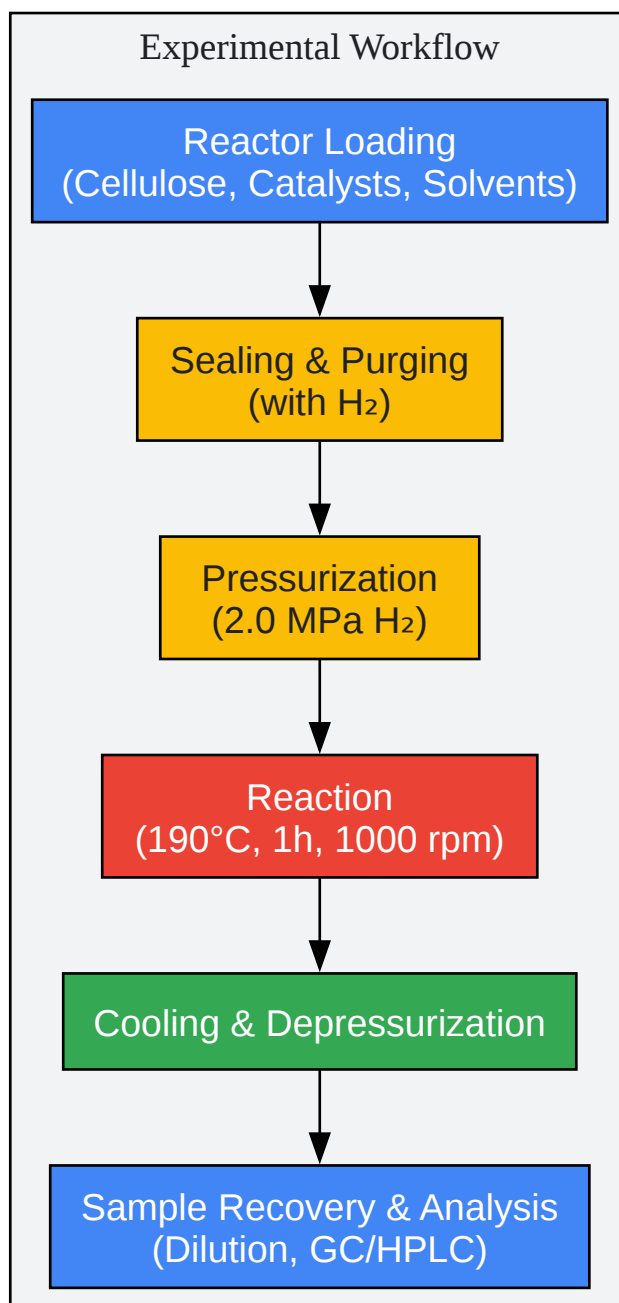 Experimental Workflow
Reactor Loading
(Cellulose, Catalysts, Solvents)
Sealing & Purging
(with H₂)
Pressurization
(2.0 MPa H₂)
Reaction
(190°C, 1h, 1000 rpm)
Cooling & Depressurization
Sample Recovery & Analysis
(Dilution, GC/HPLC)